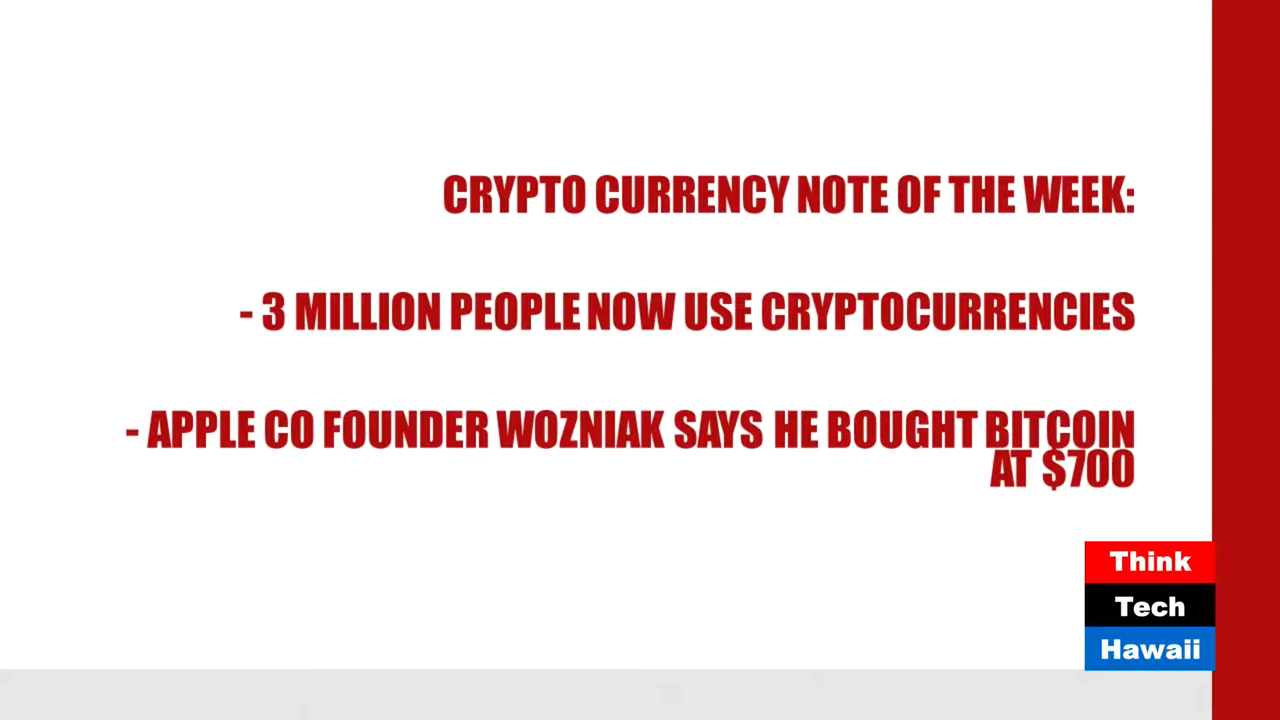 CRYPTO CURRENCY NOTE OF THE WEEK:
- 3 MILLION PEOPLE NOW USE CRYPTOCURRENCIES
- APPLE CO FOUNDER WOZNIAK SAYS HE BOUGHT BITCOIN
AT $700
Think
Tech
Hawaii